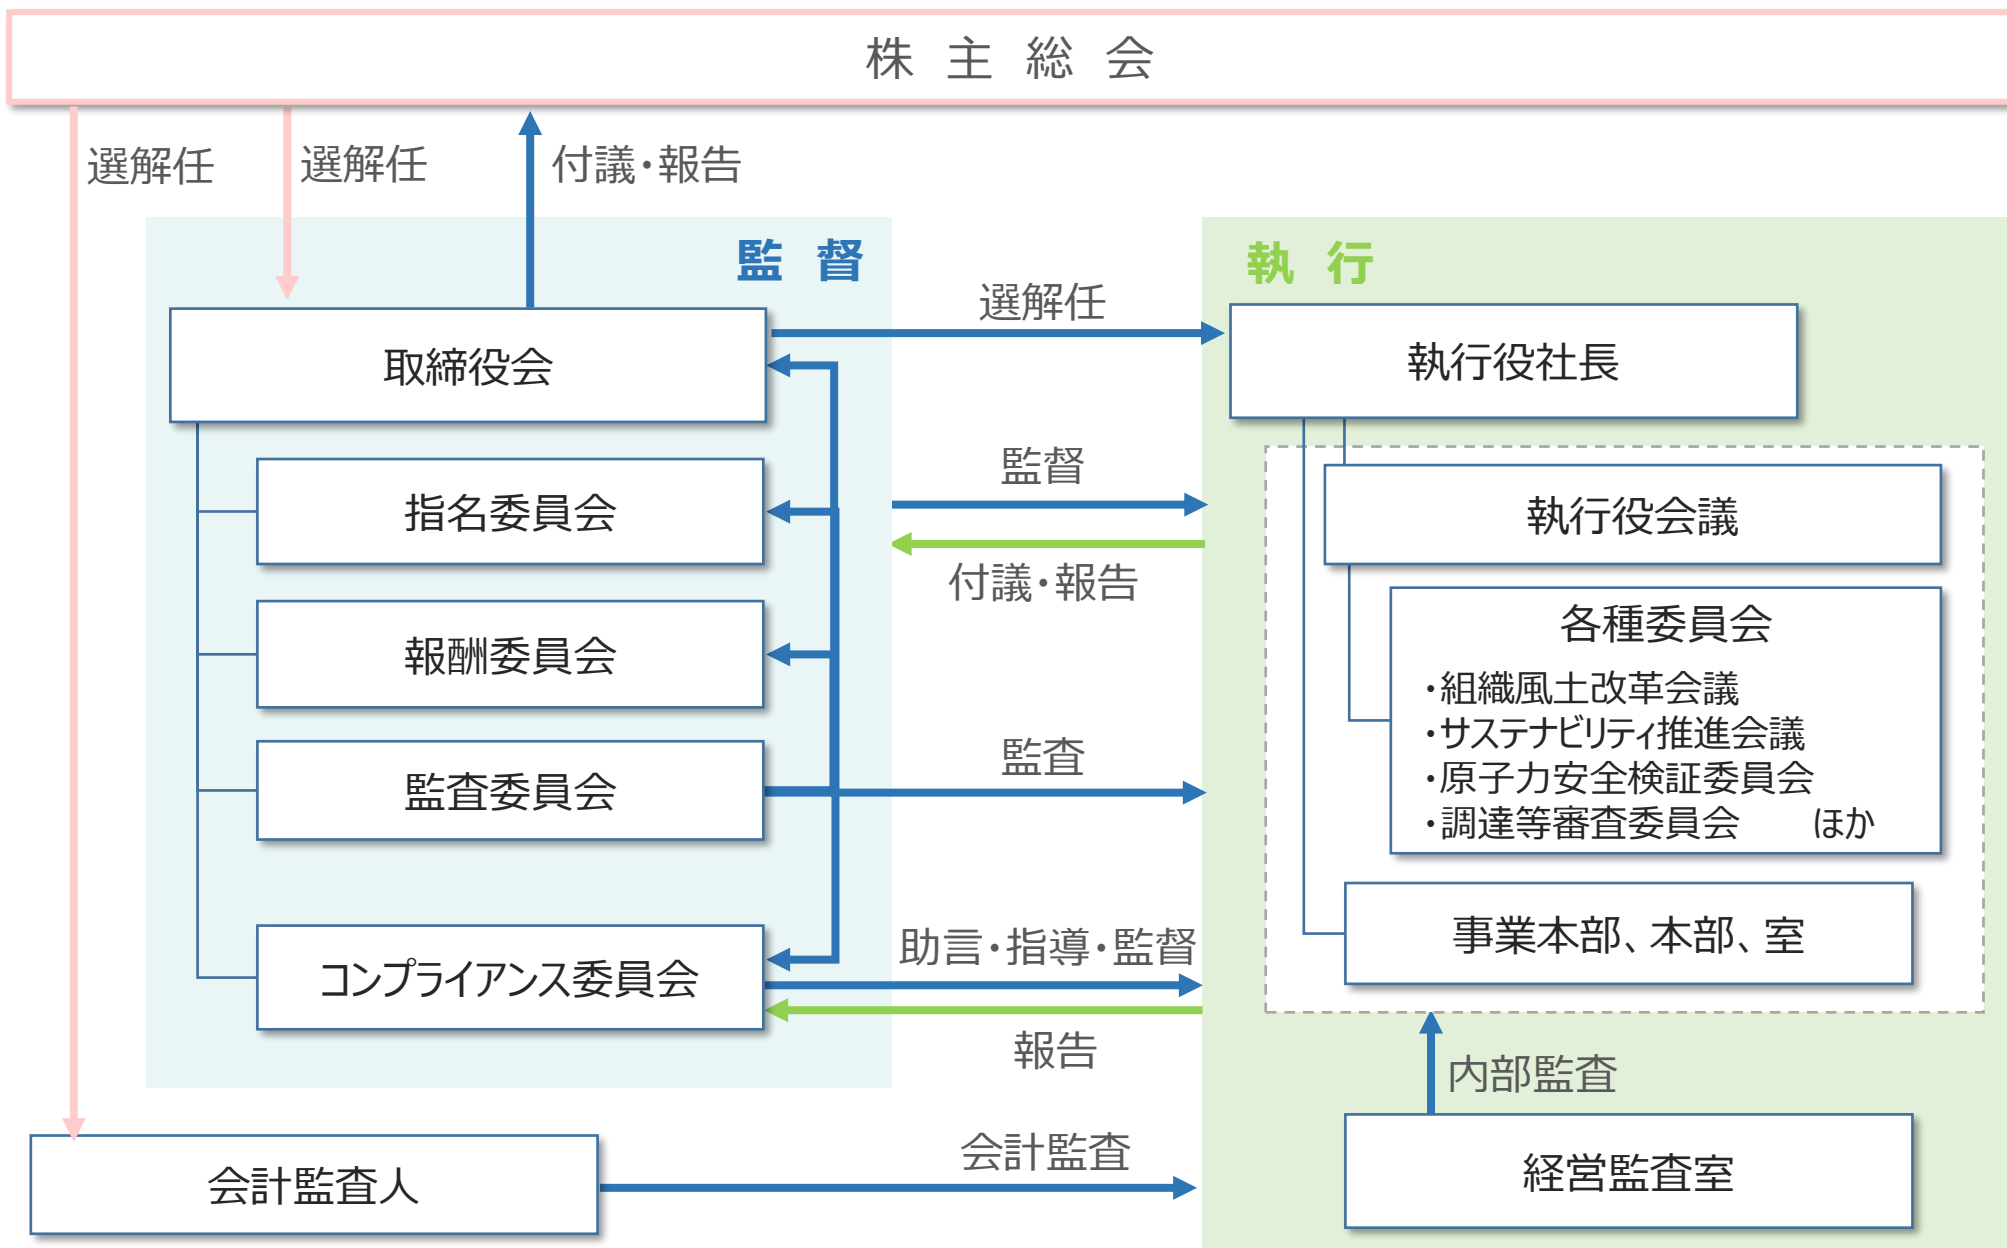 株 主 総 会
選解任
選解任
付議・報告
監 督
執 行
選解任
取締役会
執行役社長
監督
指名委員会
執行役会議
付議・報告
各種委員会
報酬委員会
・組織風土改革会議
・サステナビリティ推進会議
・原子力安全検証委員会
・調達等審査委員会　　ほか
監査
監査委員会
事業本部、本部、室
助言・指導・監督
コンプライアンス委員会
報告
内部監査
会計監査
会計監査人
経営監査室